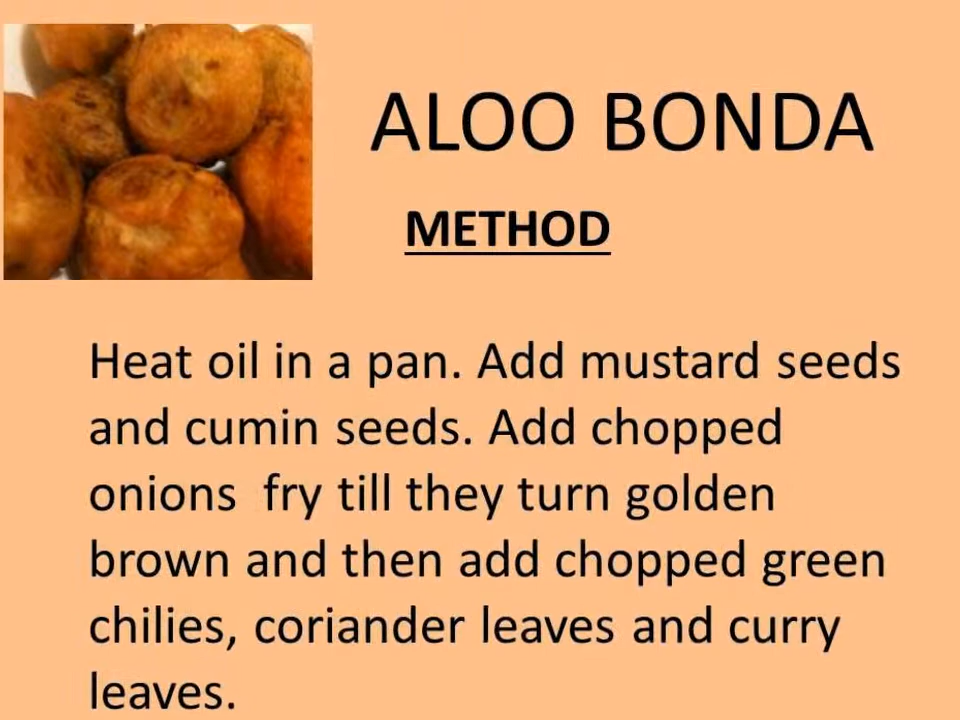 ALOO BONDA
METHOD
Heat oil in a pan. Add mustard seeds
and cumin seeds. Add chopped
onions  fry till they turn golden
brown and then add chopped green
chilies, coriander leaves and curry
leaves.